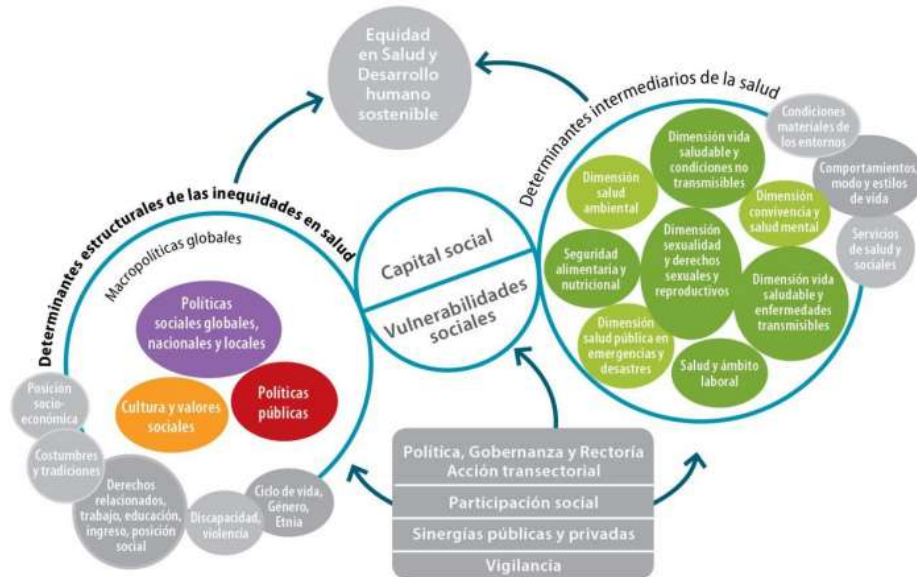 Equidad
en Salud y
Desarrollo
humano
sostenible
Determinantes estructurales de las inequidades en salud
Macropolíticas globales
Políticas
sociales globales,
nacionales y locales
Cultura y valores
sociales
Políticas
públicas
Posición
socio-
económica
Costumbres
y tradiciones
Derechos
relacionados,
trabajo, educación,
ingreso, posición
social
Discapacidad,
violencia
Ciclo de vida,
Género,
Etnia
Capital social
Vulnerabilidades
sociales
Determinantes intermediarios de la salud
Dimensión vida
saludable y
condiciones no
transmisibles
Dimensión
salud
ambiental
Dimensión
convivencia y
salud mental
Dimensión
sexualidad
y derechos
sexuales y
reproductivos
Seguridad
alimentaria y
nutricional
Dimensión vida
saludable y
enfermedades
transmisibles
Dimensión
salud pública en
emergencias y
desastres
Salud y ámbito
laboral
Condiciones
materiales de
los entornos
Comportamientos,
modo y estilos
de vida
Servicios
de salud y
sociales
Política, Gobernanza y Rectoría
Acción transectorial
Participación social
Sinergías públicas y privadas
Vigilancia